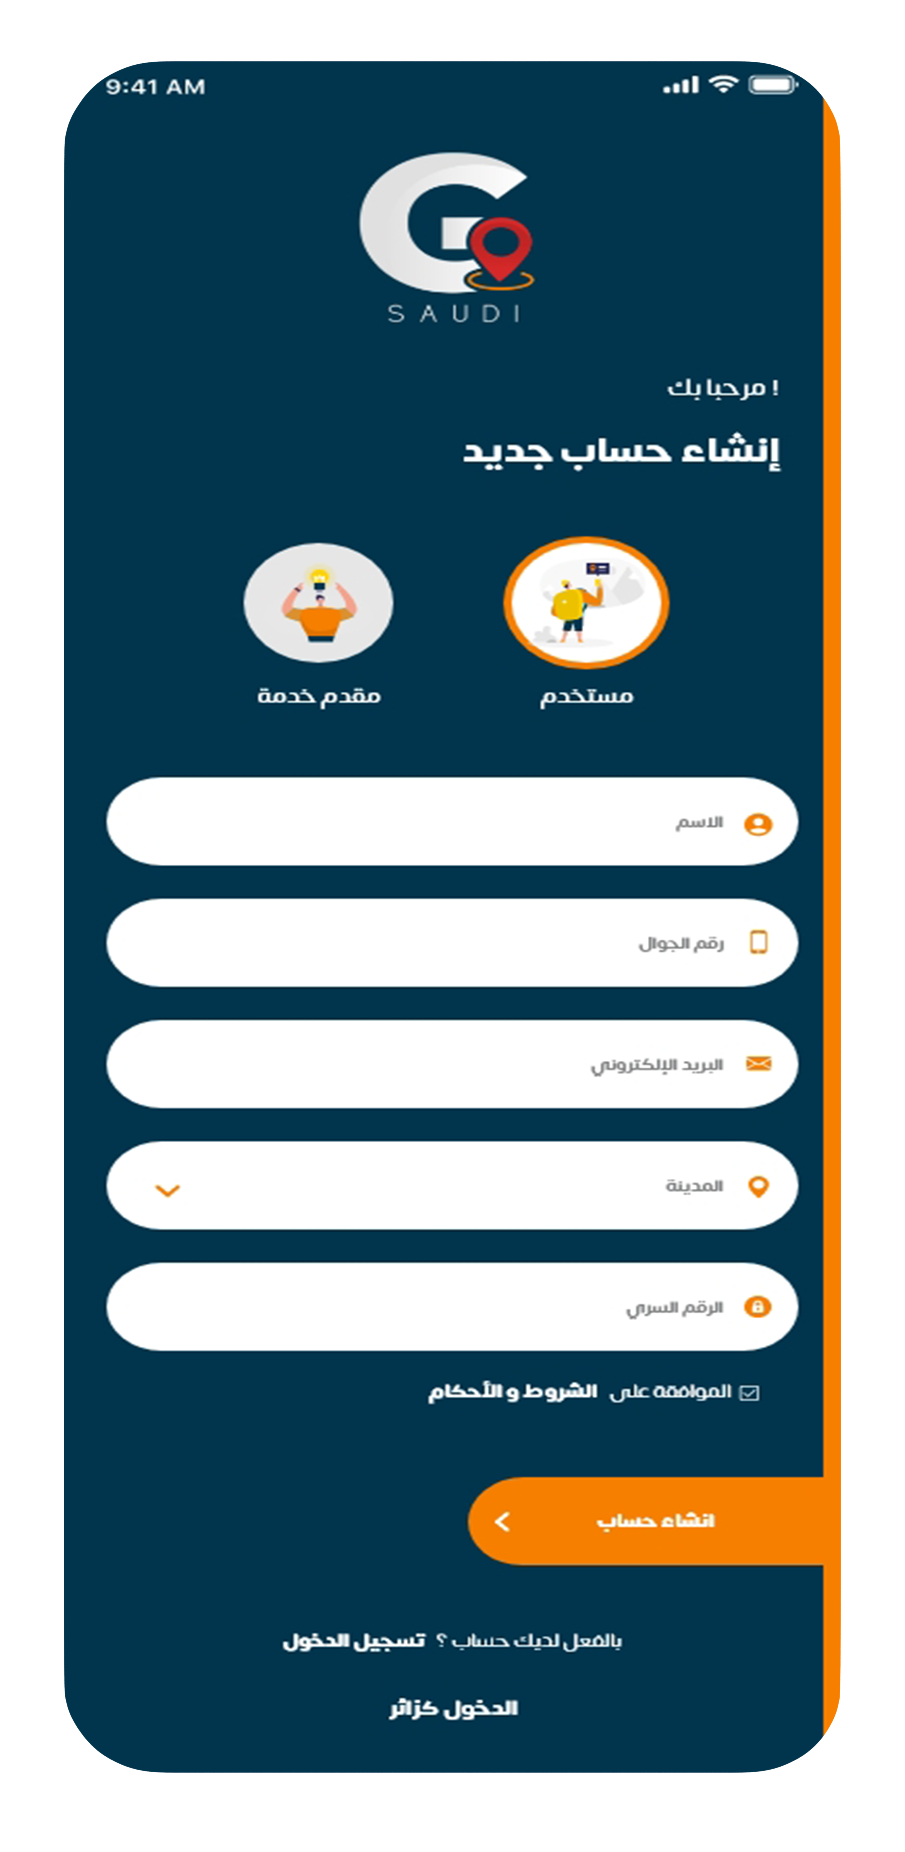 9:41 AM
SAUDI
مرحبا بك !
إنشاء حساب جديد
مستخدم
مقدم خدمة
الاسم
رقم الجوال
البريد الإلكتروني
المدينة
الرقم السري
الموافقة على الشروط و الأحكام
انشاء حساب
بالفعل لديك حساب ؟ تسجيل الدخول
الدخول كزائر